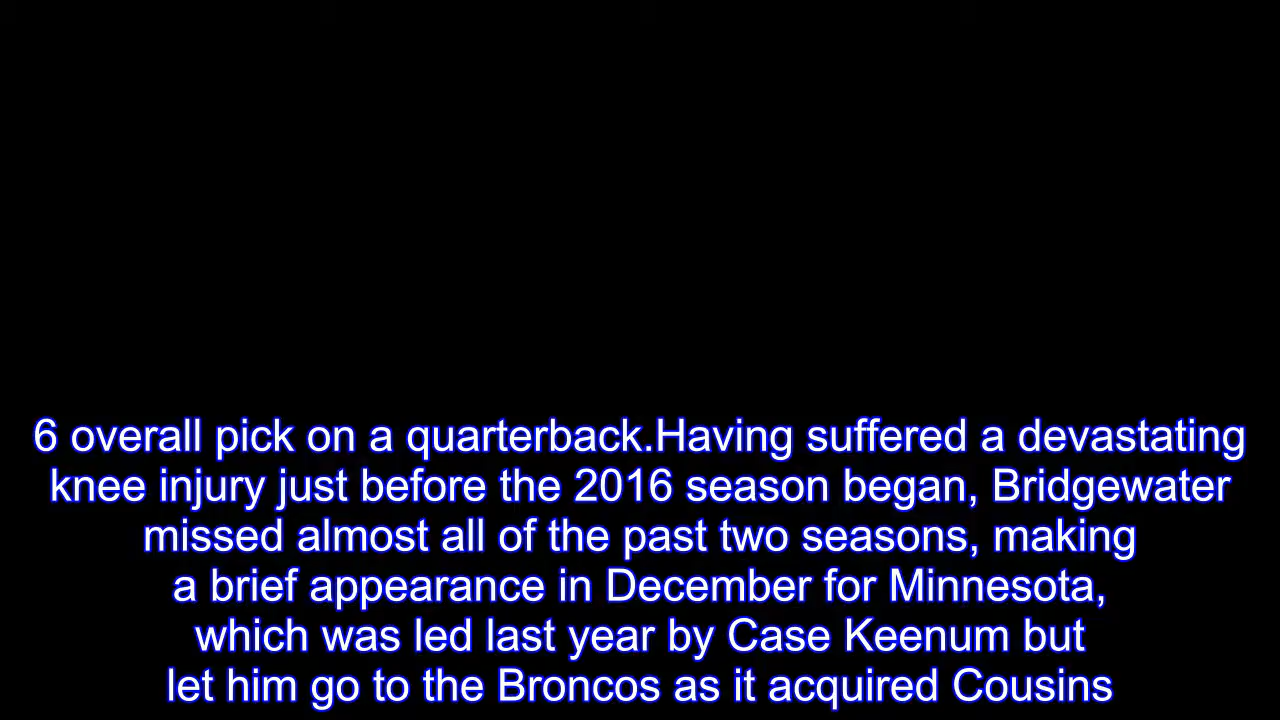 6 overall pick on a quarterback.Having suffered a devastating
knee injury just before the 2016 season began, Bridgewater
missed almost all of the past two seasons, making
a brief appearance in December for Minnesota,
which was led last year by Case Keenum but
let him go to the Broncos as it acquired Cousins